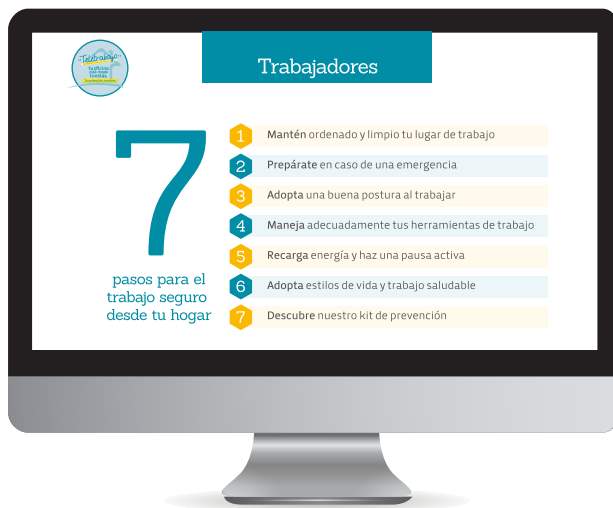 Teletrabajo
Trabajadores
7
pasos para el
trabajo seguro
desde tu hogar
1 Mantén ordenado y limpio tu lugar de trabajo
2 Prepárate en caso de una emergencia
3 Adopta una buena postura al trabajar
4 Maneja adecuadamente tus herramientas de trabajo
5 Recarga energía y haz una pausa activa
6 Adopta estilos de vida y trabajo saludable
7 Descubre nuestro kit de prevención